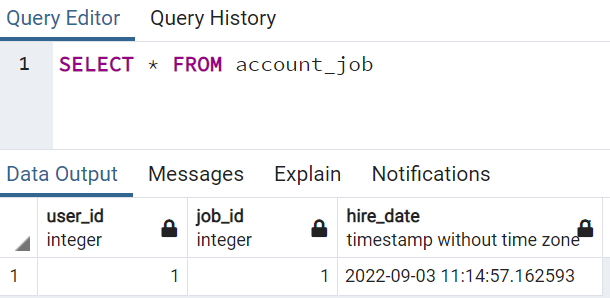 Query Editor Query History
1 SELECT * FROM account_job
Data Output Messages Explain Notifications
user_id job_id hire_date
integer integer timestamp without time zone
1 1 1 2022-09-03 11:14:57.162593